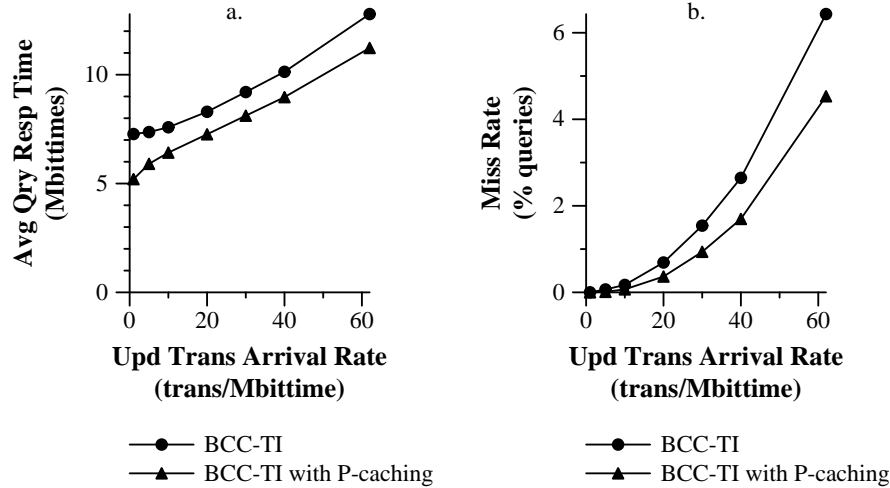 a.
Avg Qry Resp Time
(Mbittimes)
10
5
0
0 20 40 60
Upd Trans Arrival Rate
(trans/Mbittime)
BCC-TI
BCC-TI with P-caching
b.
Miss Rate
(% queries)
6
4
2
0
0 20 40 60
Upd Trans Arrival Rate
(trans/Mbittime)
BCC-TI
BCC-TI with P-caching